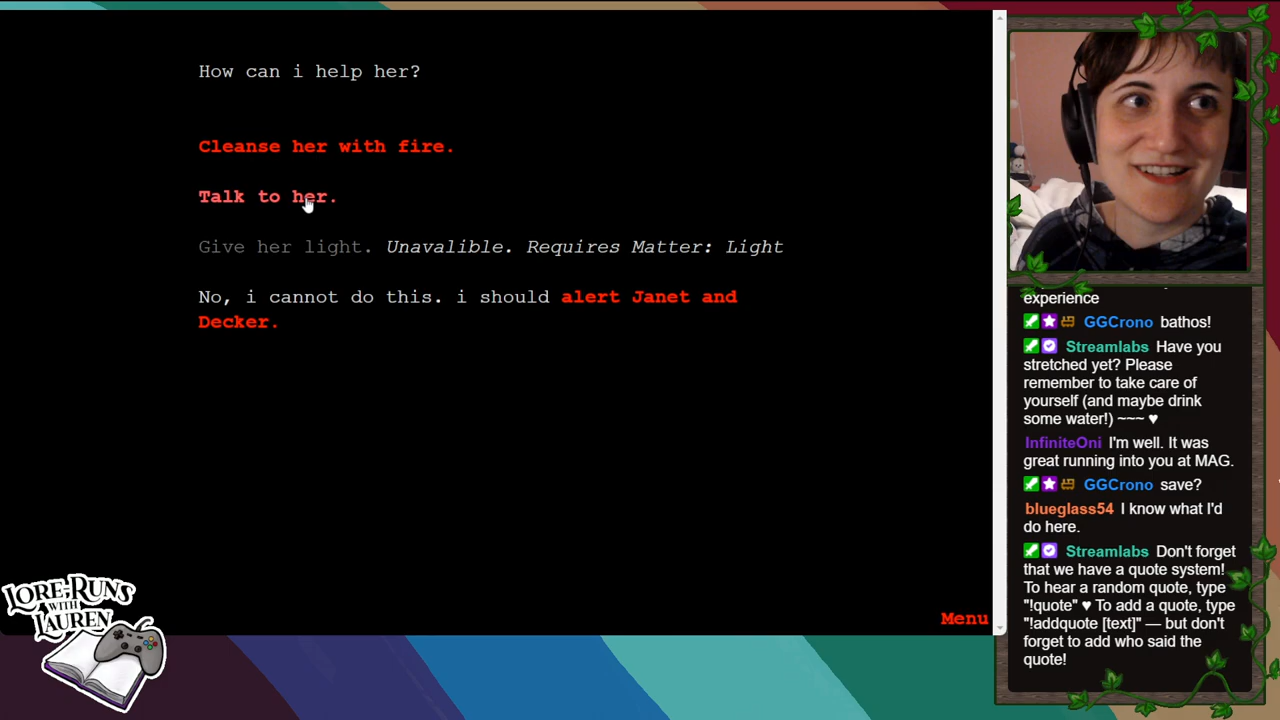 How can i help her?
Cleanse her with fire.
Talk to her.
Give her light. Unavalible. Requires Matter: Light
No, i cannot do this. i should alert Janet and
Decker.
Menu
LORE-RUNS
WITH
LAUREN
experience
GGCrono bathos!
Streamlabs Have you
stretched yet? Please
remember to take care of
yourself (and maybe drink
some water!) ~~~ ♥
InfiniteOni I'm well. It was
great running into you at MAG.
GGCrono save?
blueglass54 I know what I'd
do here.
Streamlabs Don't forget
that we have a quote system!
To hear a random quote, type
"!quote" ♥ To add a quote, type
"!addquote [text]" — but don't
forget to add who said the
quote!